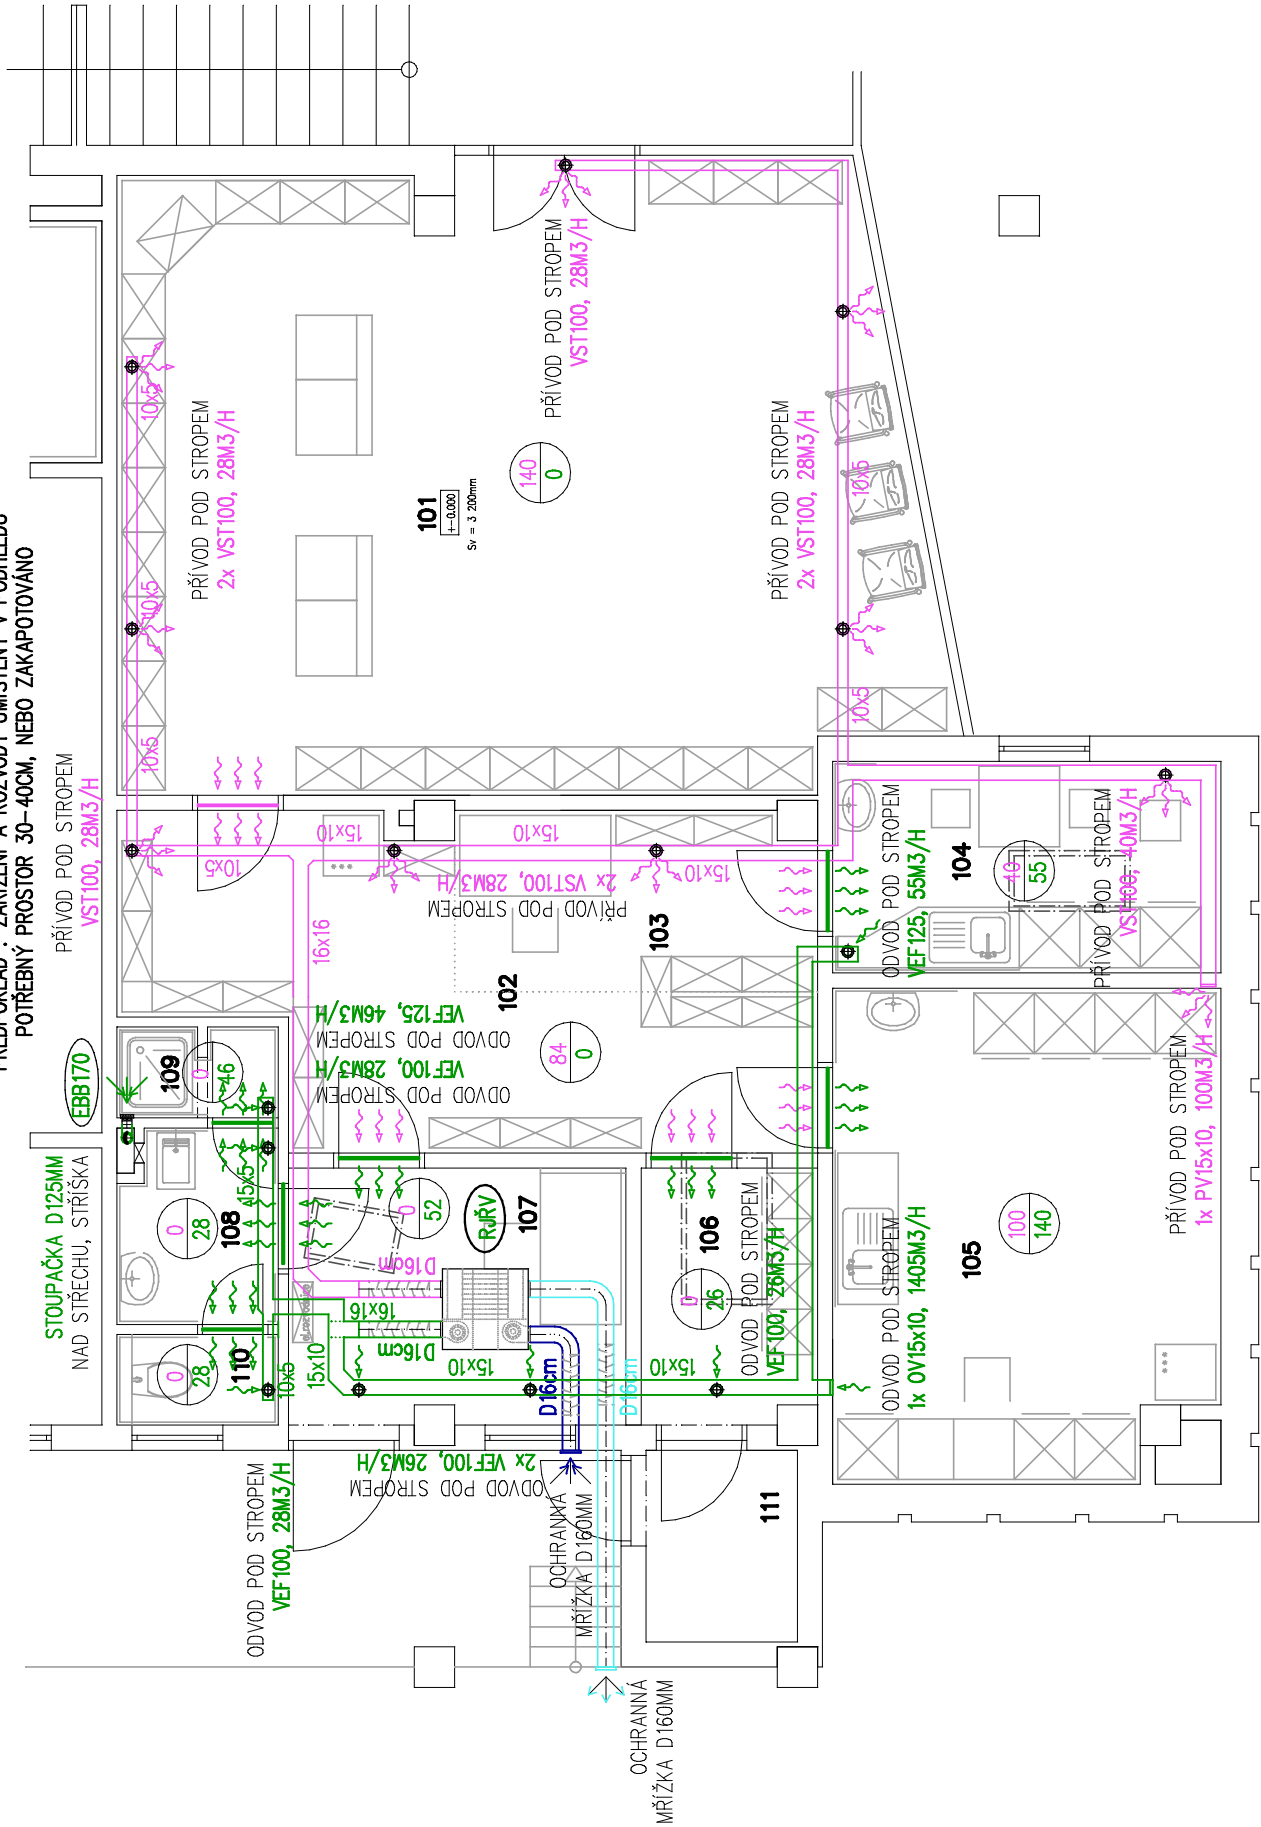 POTŘEBNÝ PROSTOR 30–40CM, NEBO ZAKAPOTOVÁNO
PŘÍVOD POD STROPEM
VST100, 28M3/H
PŘÍVOD POD STROPEM
2x VST100, 28M3/H
PŘÍVOD POD STROPEM
VST100, 28M3/H
PŘÍVOD POD STROPEM
2x VST100, 28M3/H
101
+-0.000
Sv = 3 200mm
140
0
10x5
10x5
10x5
10x5
10x5
10x5
15x10
15x10
15x10
16x16
2x VST100, 28M3/H
PŘÍVOD POD STROPEM
102
103
84
0
VEF125, 46M3/H
ODVOD POD STROPEM
VEF100, 28M3/H
ODVOD POD STROPEM
EBB170
109
0
46
STOUPAČKA D125MM
NAD STŘECHU, STŘÍŠKA
15x5
108
0
28
110
0
28
10x5
15x10
107
0
52
RJŘV
D16cm
16x16
D16cm
15x10
15x10
D16cm
D16cm
106
0
26
ODVOD POD STROPEM
VEF100, 26M3/H
ODVOD POD STROPEM
VEF125, 55M3/H
104
40
55
PŘÍVOD POD STROPEM
VST100, 40M3/H
105
100
140
ODVOD POD STROPEM
1x OV15x10, 1405M3/H
PŘÍVOD POD STROPEM
1x PV15x10, 100M3/H
ODVOD POD STROPEM
VEF100, 28M3/H
2x VEF100, 26M3/H
ODVOD POD STROPEM
OCHRANNÁ
MŘÍŽKA D160MM
111
OCHRANNÁ
MŘÍŽKA D160MM